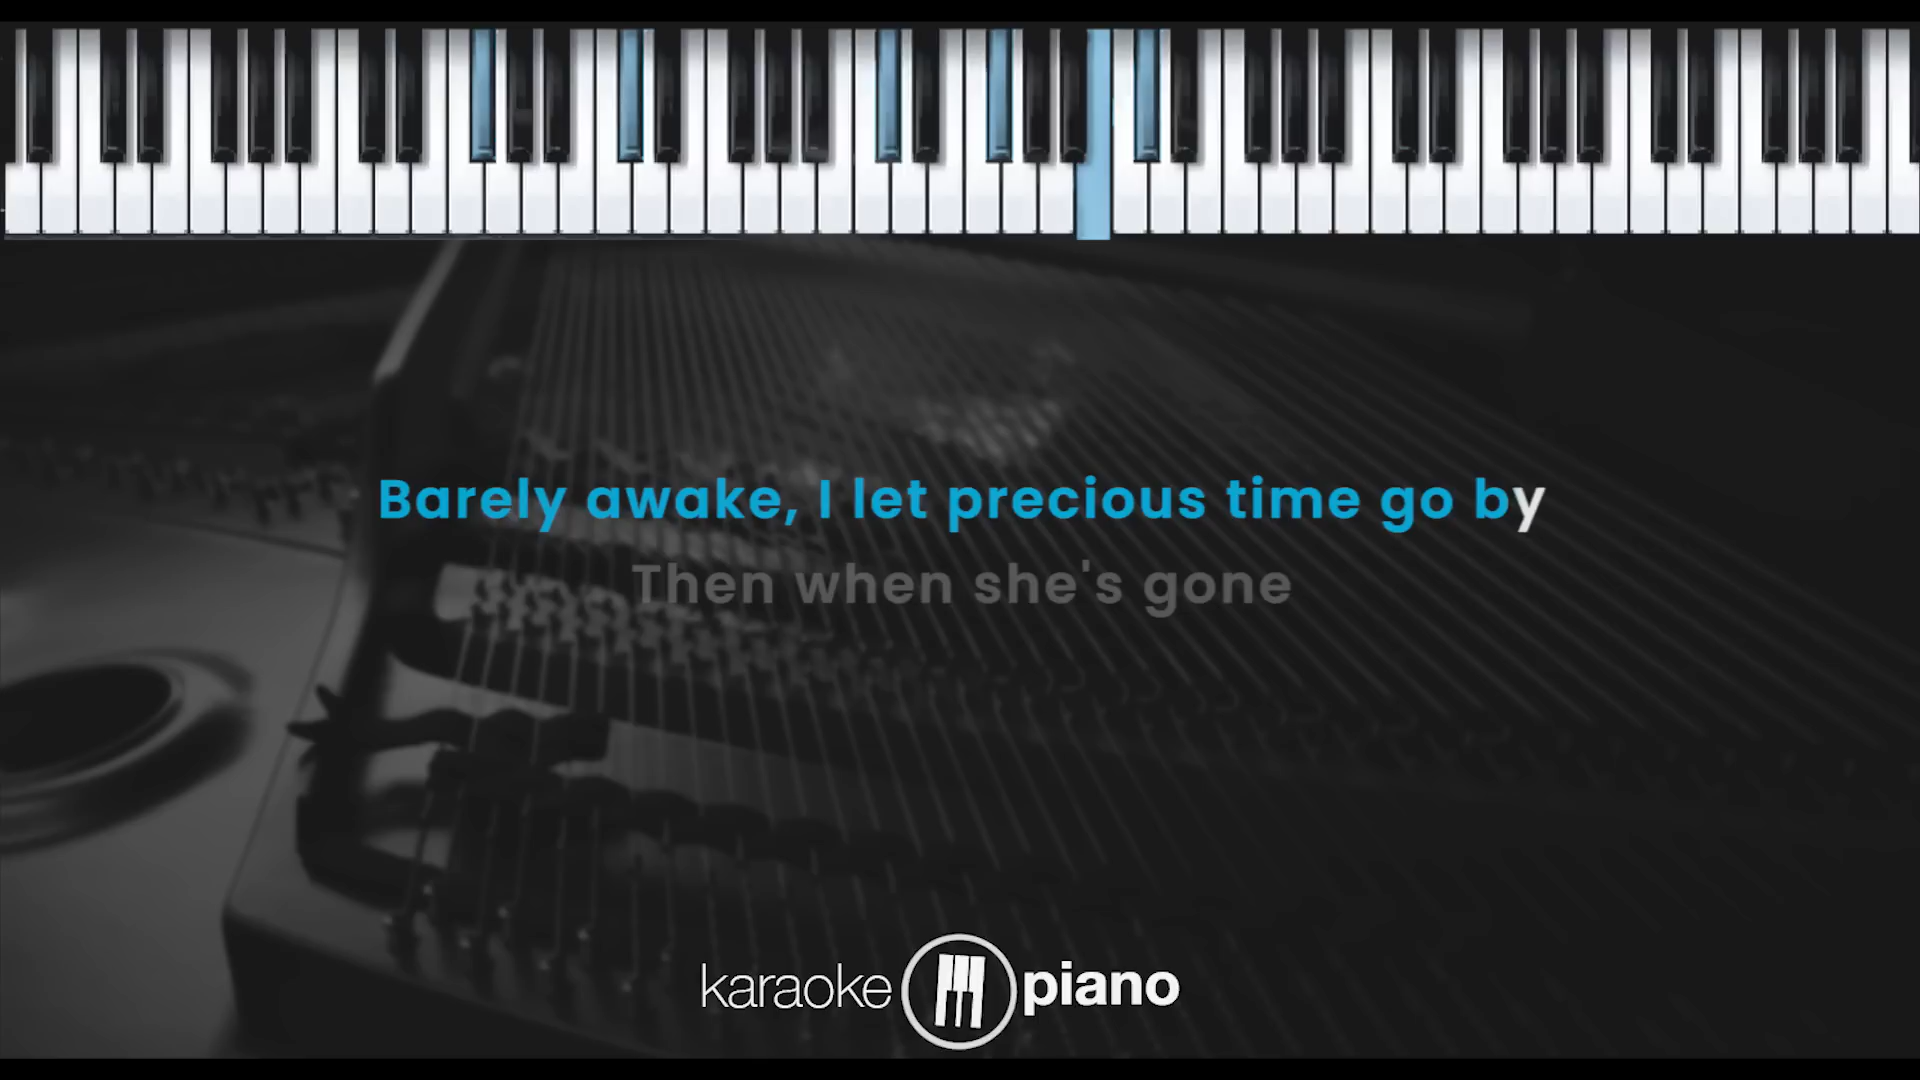 Barely awake, I let precious time go by
Then when she's gone
karaoke piano